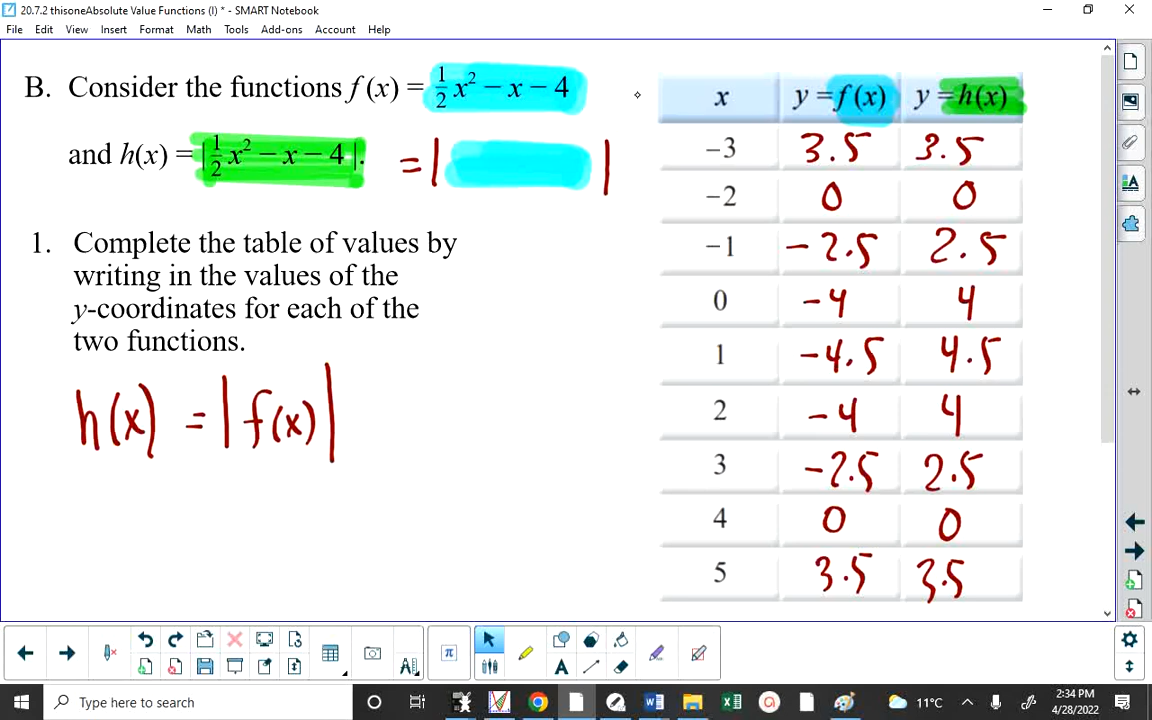 20.7.2 thisoneAbsolute Value Functions (I) * - SMART Notebook
File Edit View Insert Format Math Tools Add-ons Account Help
B. Consider the functions f (x) = 1/2 x² − x − 4
and h(x) = | 1/2 x² − x − 4 |. = | |
1. Complete the table of values by
writing in the values of the
y-coordinates for each of the
two functions.
h(x) = | f(x) |
x y = f(x) y = h(x)
−3 3.5 3.5
−2 0 0
−1 −2.5 2.5
0 −4 4
1 −4.5 4.5
2 −4 4
3 −2.5 2.5
4 0 0
5 3.5 3.5
Type here to search
11°C
2:34 PM
4/28/2022